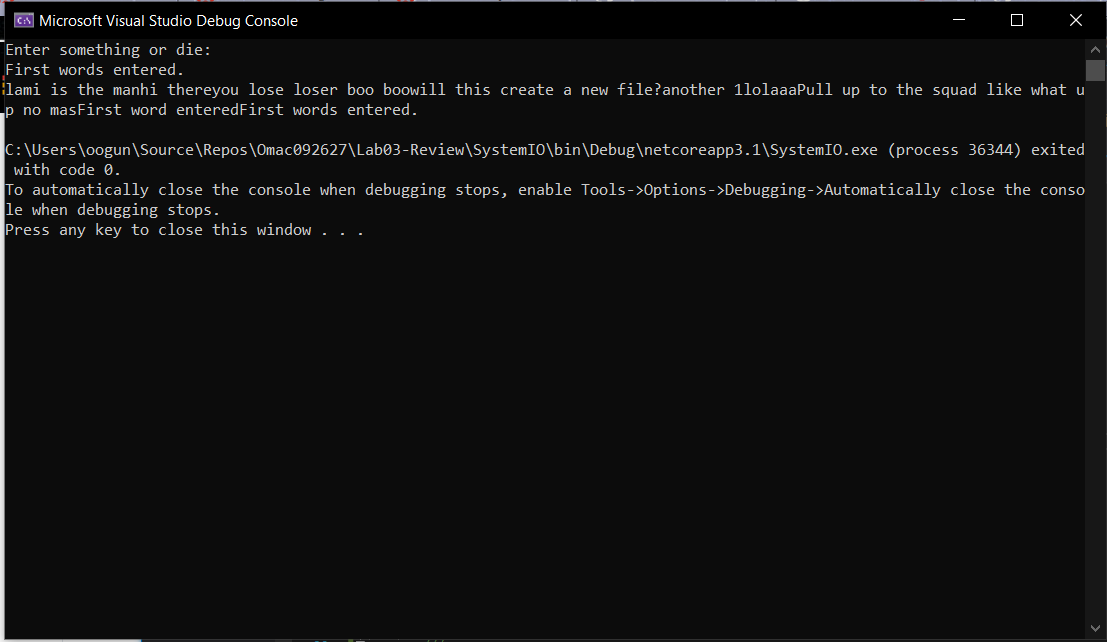 Microsoft Visual Studio Debug Console
Enter something or die:
First words entered.
lami is the manhi thereyou lose loser boo boowill this create a new file?another 1lolaaaPull up to the squad like what u
p no masFirst word enteredFirst words entered.
C:\Users\oogun\Source\Repos\Omac092627\Lab03-Review\SystemIO\bin\Debug\netcoreapp3.1\SystemIO.exe (process 36344) exited
with code 0.
To automatically close the console when debugging stops, enable Tools->Options->Debugging->Automatically close the conso
le when debugging stops.
Press any key to close this window . . .